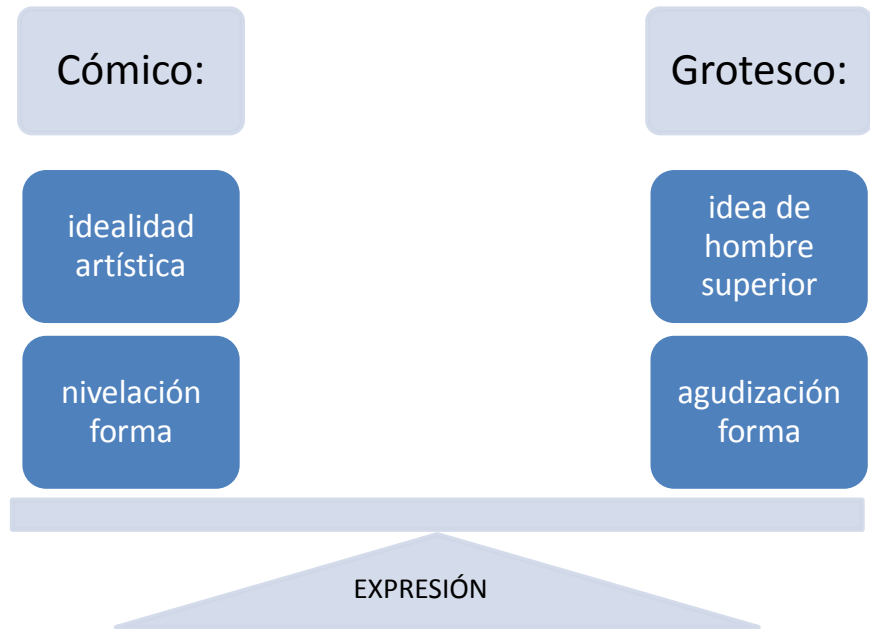 Cómico:
idealidad
artística
nivelación
forma
Grotesco:
idea de
hombre
superior
agudización
forma
EXPRESIÓN